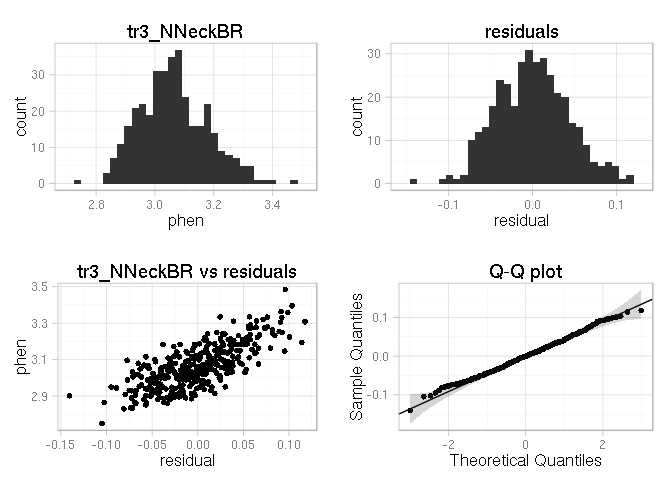 tr3_NNeckBR
count
30
20
10
0
2.8 3.0 3.2 3.4
phen
residuals
count
30
20
10
0
-0.1 0.0 0.1
residual
tr3_NNeckBR vs residuals
phen
3.5
3.3
3.1
2.9
-0.15 -0.10 -0.05 0.00 0.05 0.10
residual
Q-Q plot
Sample Quantiles
0.1
0.0
-0.1
-2 0 2
Theoretical Quantiles